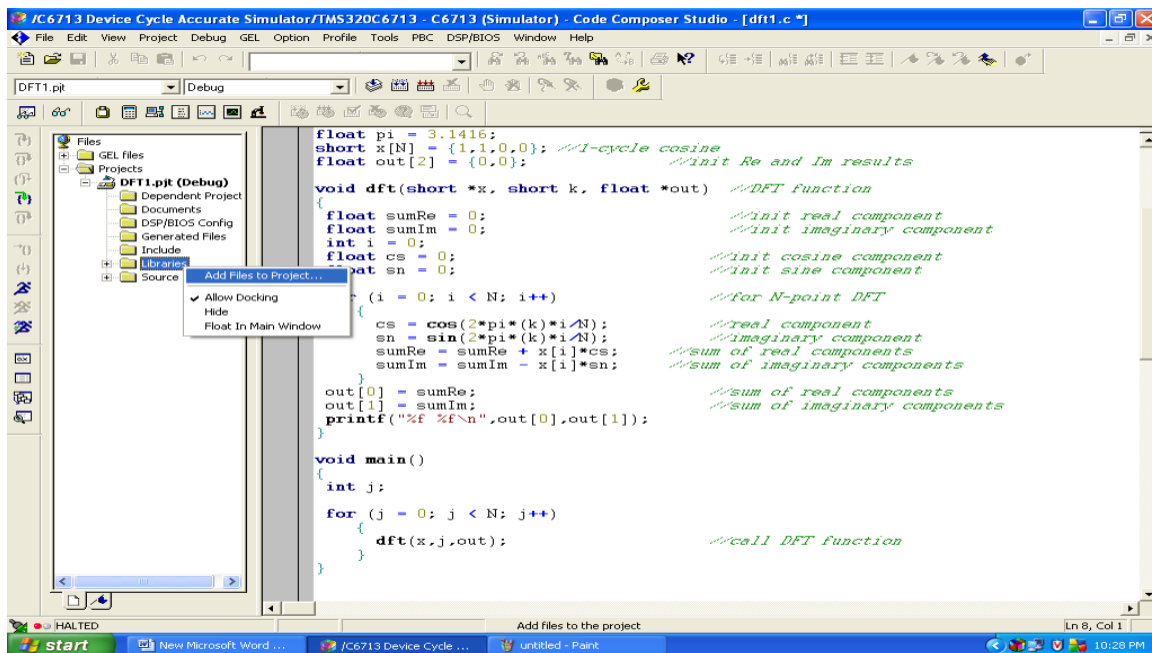 /C6713 Device Cycle Accurate Simulator/TMS320C6713 - C6713 (Simulator) - Code Composer Studio - [dft1.c *]
File Edit View Project Debug GEL Option Profile Tools PBC DSP/BIOS Window Help
DFT1.pjt Debug
Files
GEL files
Projects
DFT1.pjt (Debug)
Dependent Project
Documents
DSP/BIOS Config
Generated Files
Include
Libraries
Source
Add Files to Project...
Allow Docking
Hide
Float In Main Window
float pi = 3.1416;
short x[N] = {1,1,0,0}; //1-cycle cosine
float out[2] = {0,0}; //init Re and Im results
void dft(short *x, short k, float *out) //DFT function
{
float sumRe = 0; //init real component
float sumIm = 0; //init imaginary component
int i = 0;
float cs = 0; //init cosine component
at sn = 0; //init sine component
(i = 0; i < N; i++) //for N-point DFT
{
cs = cos(2*pi*(k)*i/N); //real component
sn = sin(2*pi*(k)*i/N); //imaginary component
sumRe = sumRe + x[i]*cs; //sum of real components
sumIm = sumIm - x[i]*sn; //sum of imaginary components
}
out[0] = sumRe; //sum of real components
out[1] = sumIm; //sum of imaginary components
printf("%f %f\n",out[0],out[1]);
}
void main()
{
int j;
for (j = 0; j < N; j++)
{
dft(x,j,out); //call DFT function
}
}
HALTED Add files to the project Ln 8, Col 1
start New Microsoft Word ... /C6713 Device Cycle ... untitled - Paint 10:28 PM